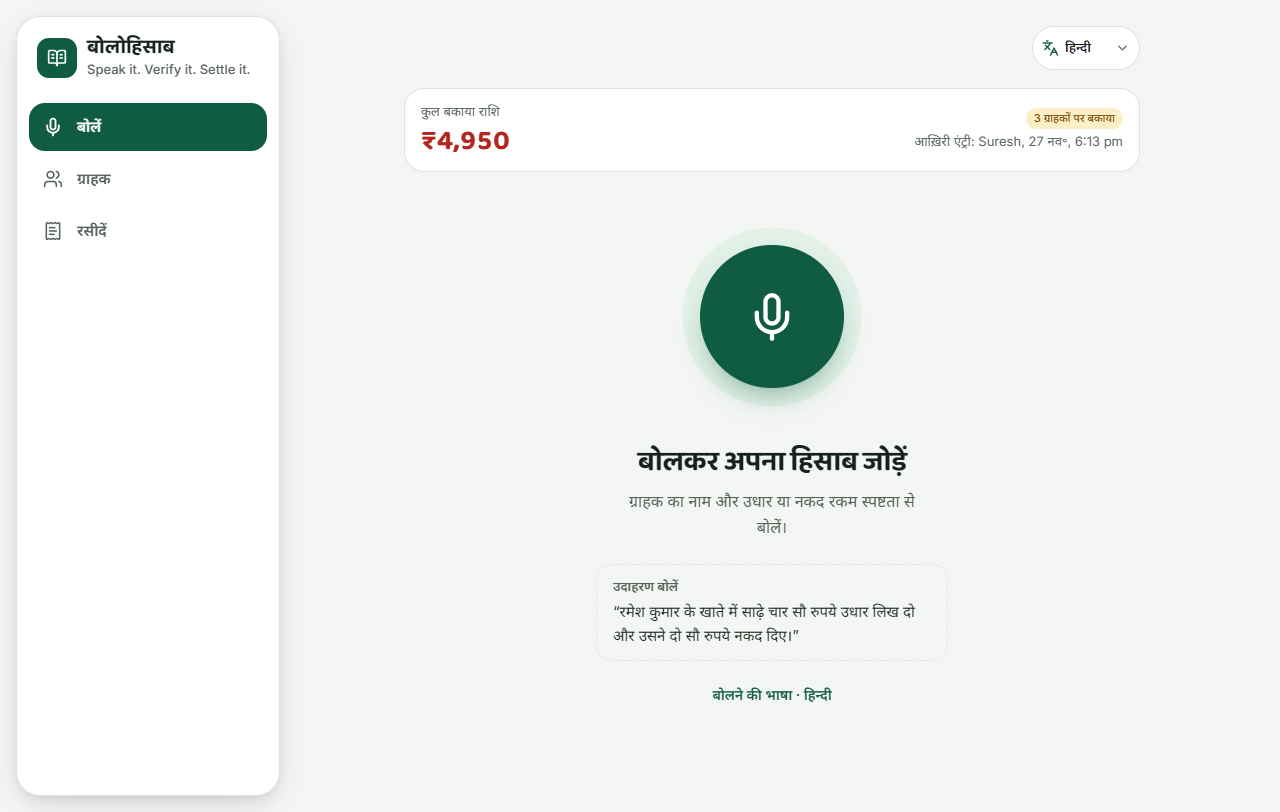 बोलोहिसाब
Speak it. Verify it. Settle it.
बोलें
ग्राहक
रसीदें
हिन्दी
कुल बकाया राशि
₹4,950
3 ग्राहकों पर बकाया
आख़िरी एंट्री: Suresh, 27 नव॰, 6:13 pm
बोलकर अपना हिसाब जोड़ें
ग्राहक का नाम और उधार या नकद रकम स्पष्टता से
बोलें।
उदाहरण बोलें
“रमेश कुमार के खाते में साढ़े चार सौ रुपये उधार लिख दो
और उसने दो सौ रुपये नकद दिए।”
बोलने की भाषा · हिन्दी